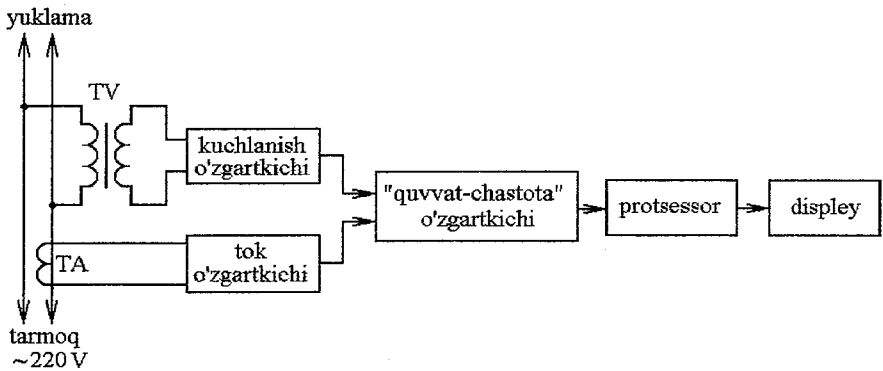 yuklama
TV
kuchlanish
o'zgartkichi
"quvvat-chastota"
o'zgartkichi
protsessor
displey
TA
tok
o'zgartkichi
tarmoq
~220 V